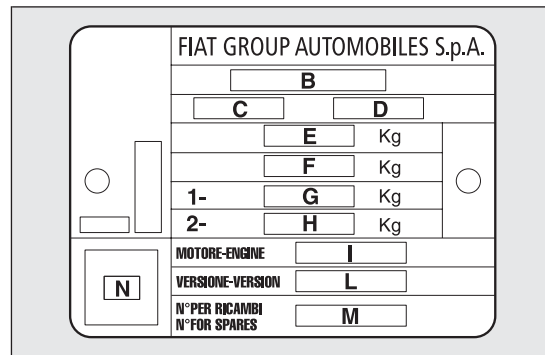 FIAT GROUP AUTOMOBILES S.p.A.
B
C D
E Kg
F Kg
1- G Kg
2- H Kg
MOTORE-ENGINE I
VERSIONE-VERSION L
N
N°PER RICAMBI
N°FOR SPARES M